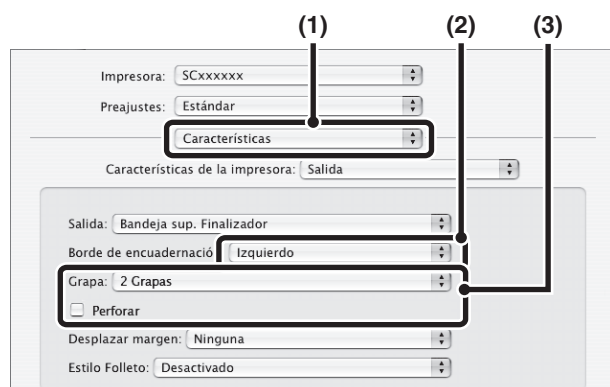 (1) (2) (3)
Impresora: SCxxxxxx
Preajustes: Estándar
Características
Características de la impresora: Salida
Salida: Bandeja sup. Finalizador
Borde de encuadernació Izquierdo
Grapa: 2 Grapas
Perforar
Desplazar margen: Ninguna
Estilo Folleto: Desactivado